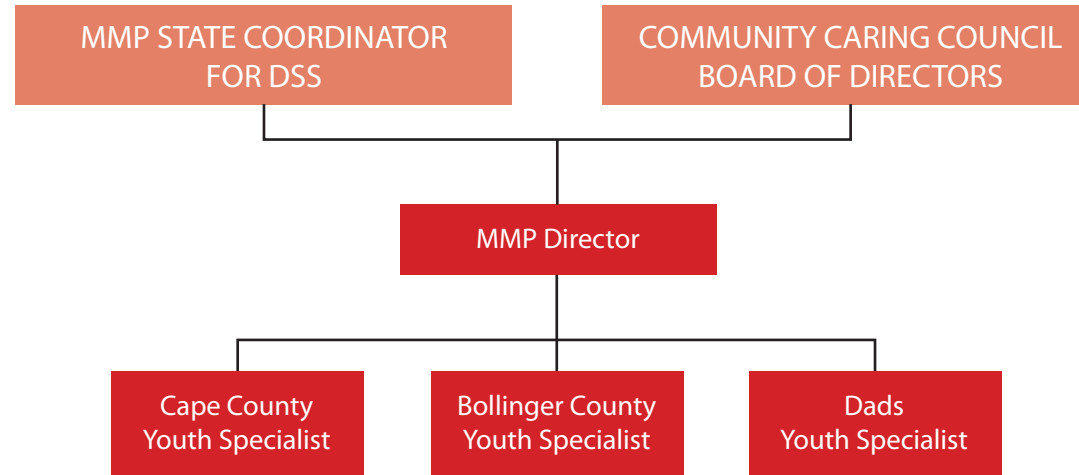 MMP STATE COORDINATOR
FOR DSS
COMMUNITY CARING COUNCIL
BOARD OF DIRECTORS
MMP Director
Cape County
Youth Specialist
Bollinger County
Youth Specialist
Dads
Youth Specialist